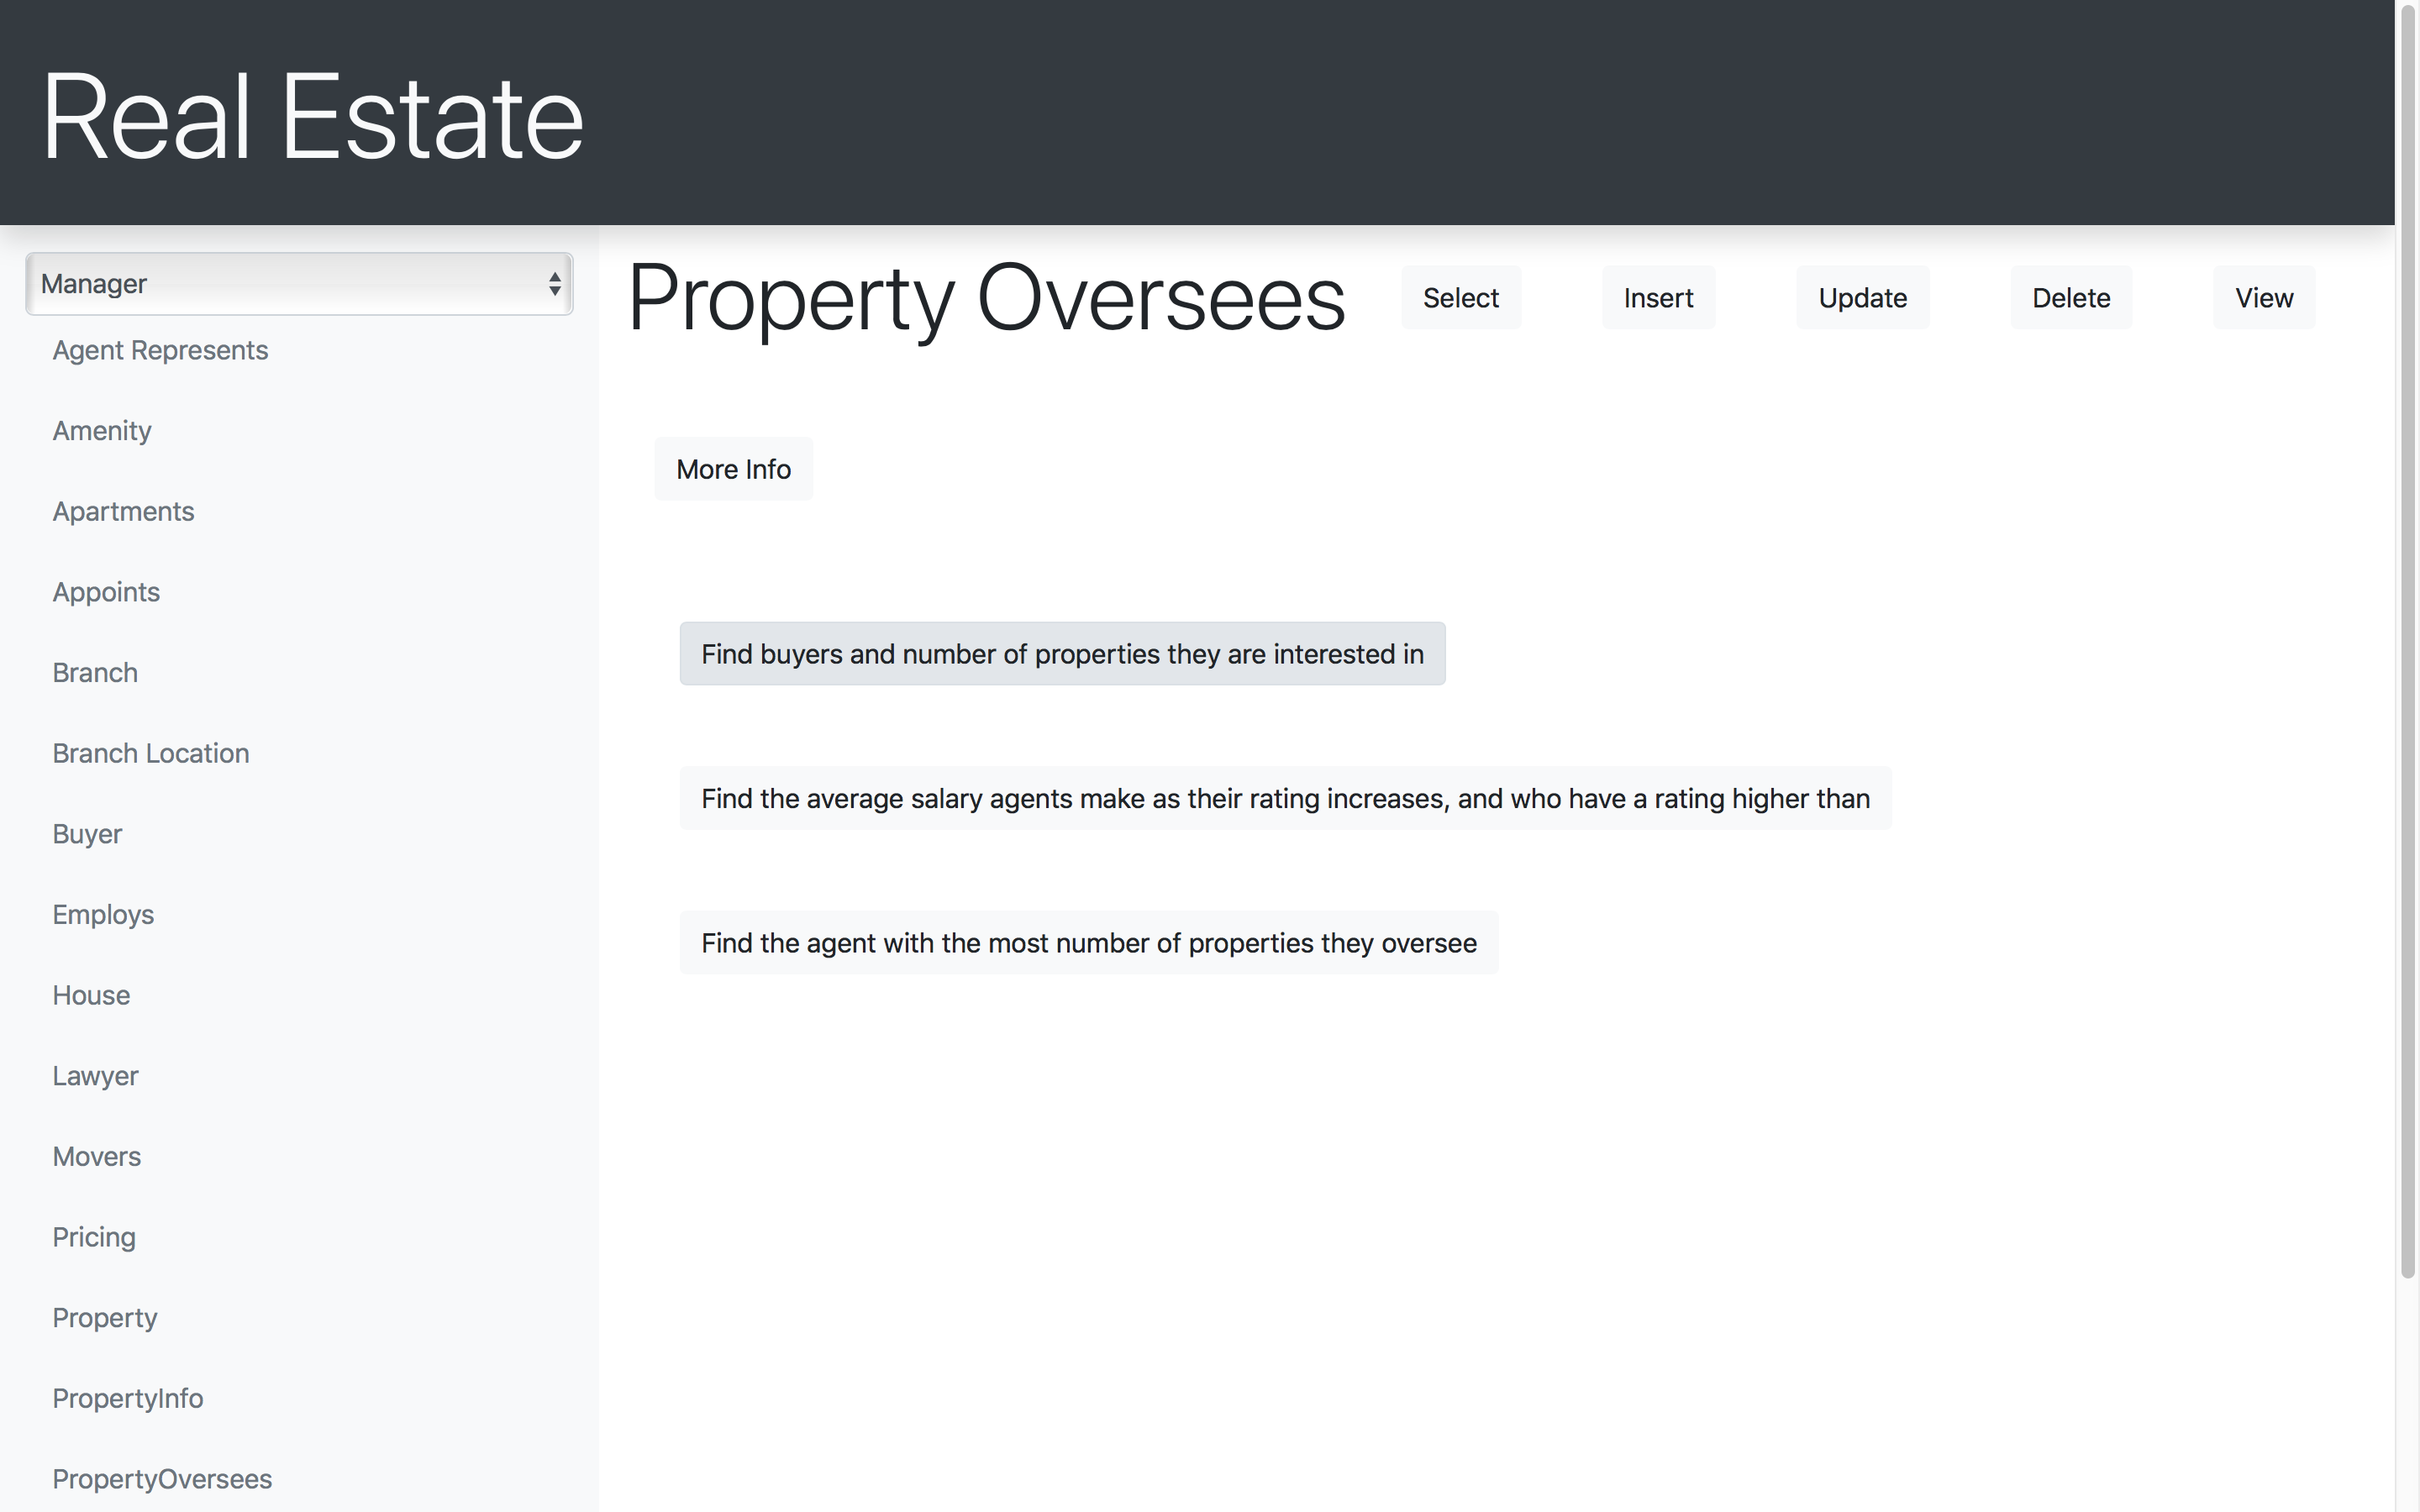 Real Estate
Manager
Agent Represents
Amenity
Apartments
Appoints
Branch
Branch Location
Buyer
Employs
House
Lawyer
Movers
Pricing
Property
PropertyInfo
PropertyOversees
Property Oversees
Select
Insert
Update
Delete
View
More Info
Find buyers and number of properties they are interested in
Find the average salary agents make as their rating increases, and who have a rating higher than
Find the agent with the most number of properties they oversee